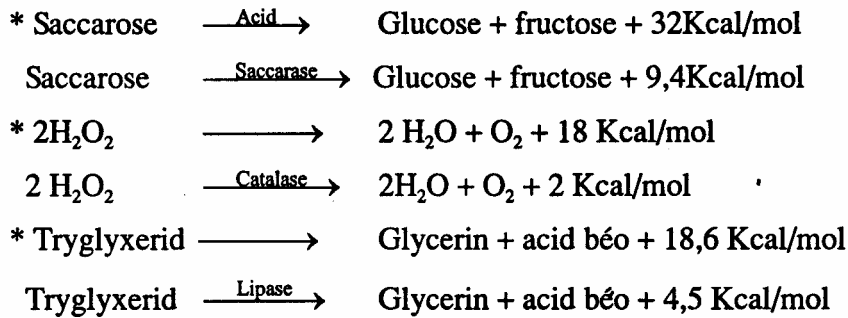 * Saccarose Acid⟶ Glucose + fructose + 32Kcal/mol
Saccarose Saccarase⟶ Glucose + fructose + 9,4Kcal/mol
* 2H₂O₂ ⟶ 2 H₂O + O₂ + 18 Kcal/mol
2 H₂O₂ Catalase⟶ 2H₂O + O₂ + 2 Kcal/mol
* Tryglyxerid ⟶ Glycerin + acid béo + 18,6 Kcal/mol
Tryglyxerid Lipase⟶ Glycerin + acid béo + 4,5 Kcal/mol